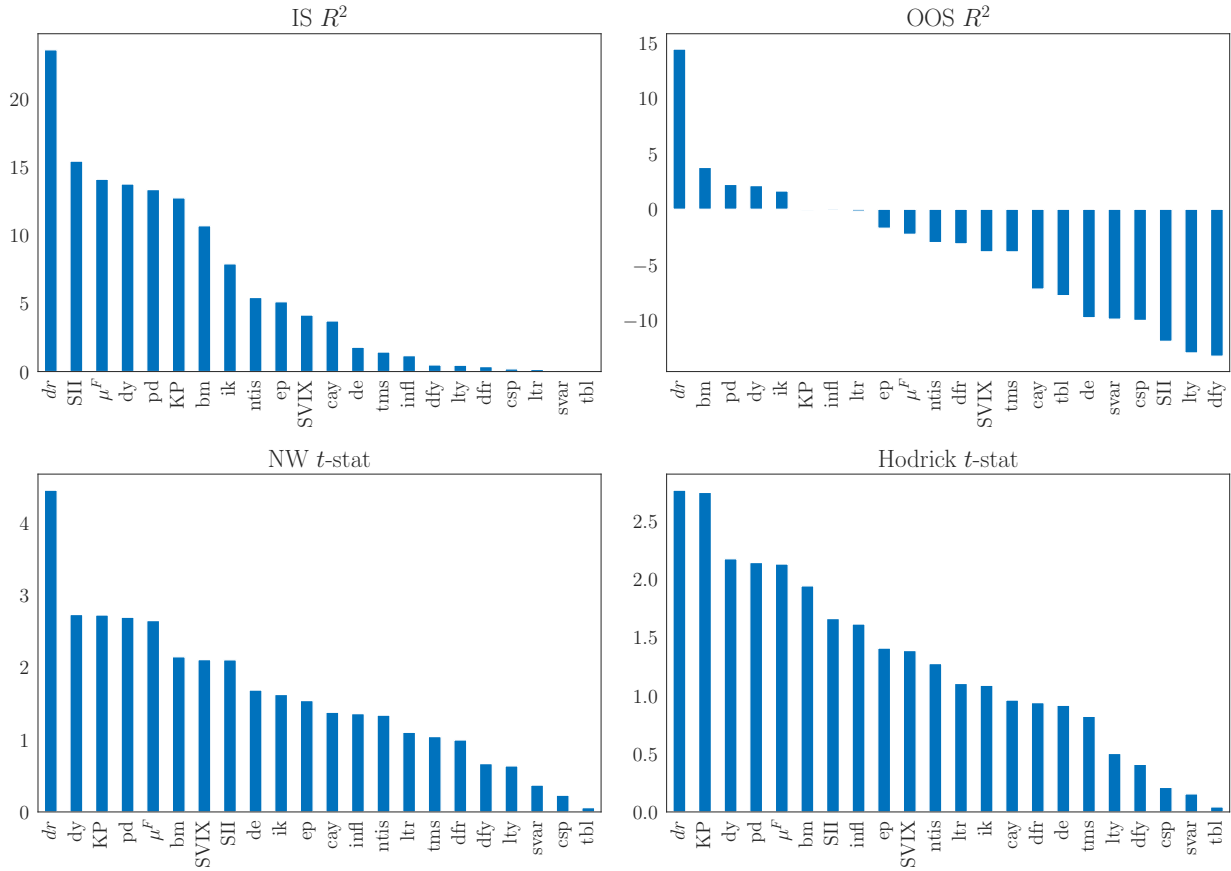 IS R²
20
15
10
5
0
dr SII μ^F dy pd KP bm ik ntis ep SVIX cay de tms infl dfy lty dfr csp ltr svar tbl
OOS R²
15
10
5
0
−5
−10
dr bm pd dy ik KP infl ltr ep μ^F ntis dfr SVIX tms cay tbl de svar csp SII lty dfy
NW t-stat
4
3
2
1
0
dr dy KP pd μ^F bm SVIX SII de ik ep cay infl ntis ltr tms dfr dfy lty svar csp tbl
Hodrick t-stat
2.5
2.0
1.5
1.0
0.5
0.0
dr KP dy pd μ^F bm SII infl ep SVIX ntis ltr ik cay dfr de tms lty dfy csp svar tbl